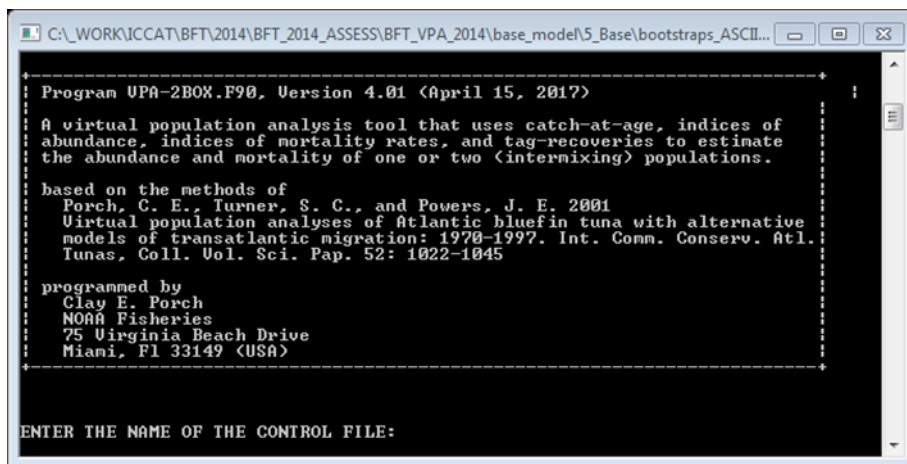 C:\_WORK\ICCAT\BFT\2014\BFT_2014_ASSESS\BFT_VPA_2014\base_model\5_Base\bootstraps_ASCII...
Program VPA-2BOX.F90, Version 4.01 (April 15, 2017)
A virtual population analysis tool that uses catch-at-age, indices of
abundance, indices of mortality rates, and tag-recoveries to estimate
the abundance and mortality of one or two (intermixing) populations.
based on the methods of
Porch, C. E., Turner, S. C., and Powers, J. E. 2001
Virtual population analyses of Atlantic bluefin tuna with alternative
models of transatlantic migration: 1970-1997. Int. Comm. Conserv. Atl.
Tunas, Coll. Vol. Sci. Pap. 52: 1022-1045
programmed by
Clay E. Porch
NOAA Fisheries
75 Virginia Beach Drive
Miami, Fl 33149 (USA)
ENTER THE NAME OF THE CONTROL FILE: